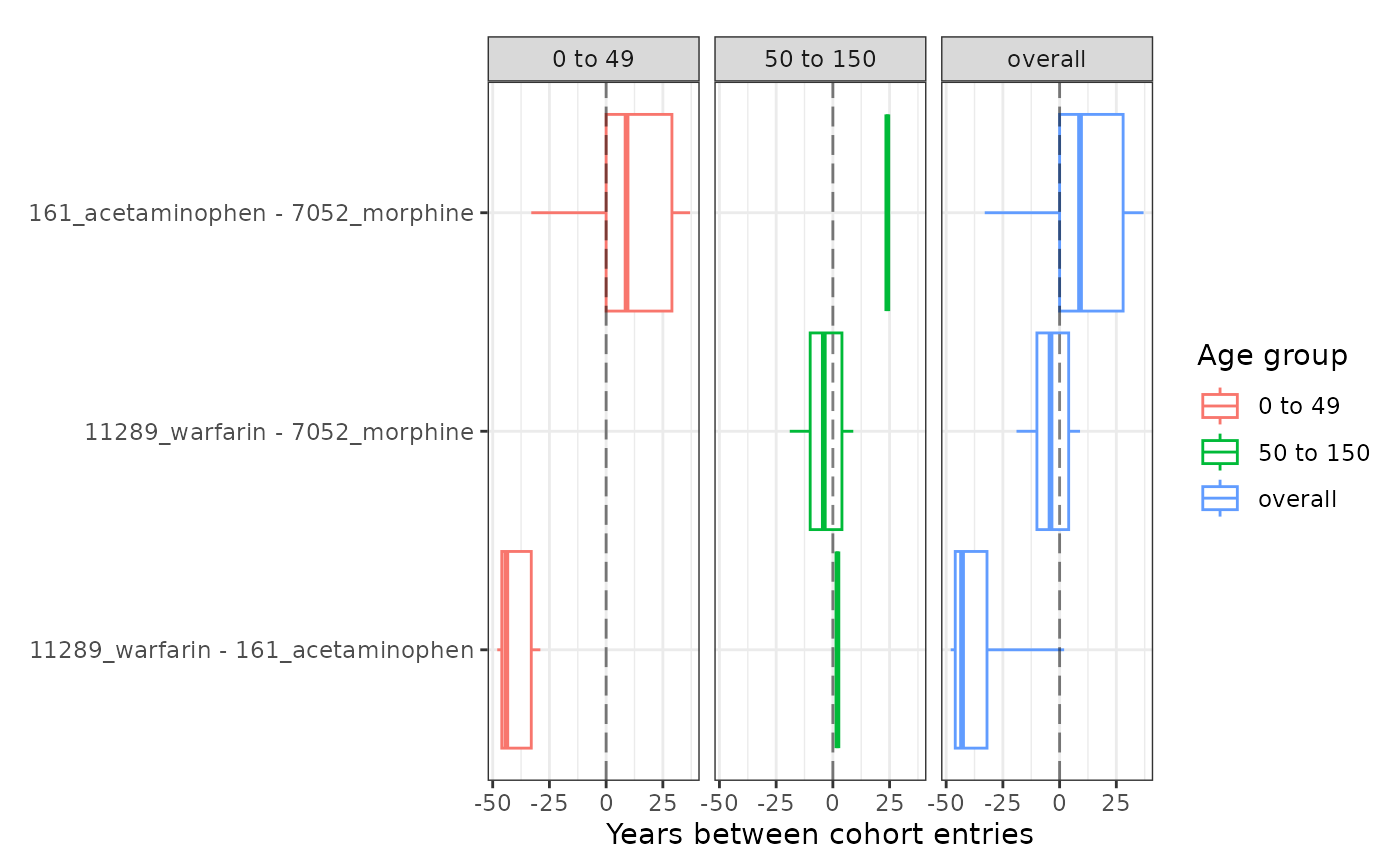 0 to 49 50 to 150 overall
161_acetaminophen - 7052_morphine
11289_warfarin - 7052_morphine
11289_warfarin - 161_acetaminophen
-50 -25 0 25 -50 -25 0 25 -50 -25 0 25
Years between cohort entries
Age group
0 to 49
50 to 150
overall